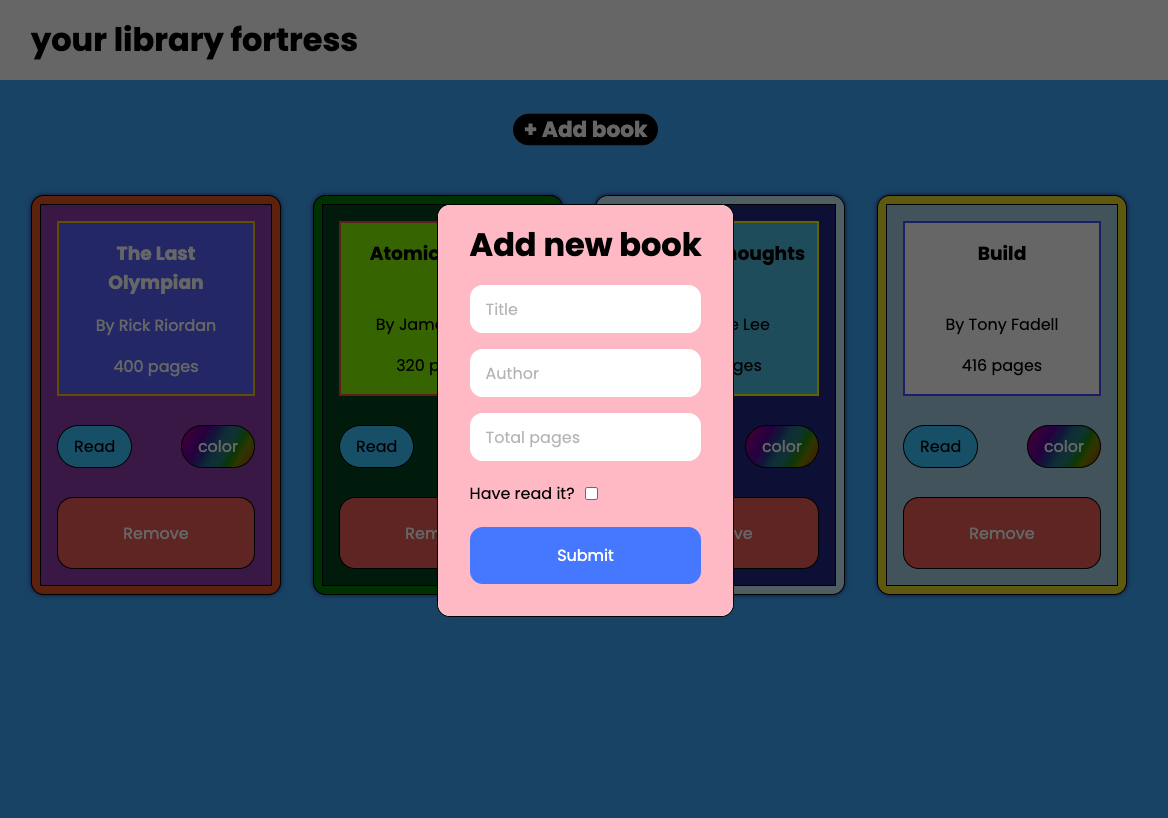 your library fortress
+ Add book
The Last
Olympian
By Rick Riordan
400 pages
Read
color
Remove
Atomic
By Jam
320 p
Read
Rem
Add new book
Title
Author
Total pages
Have read it?
Submit
houghts
Lee
ges
color
ve
Build
By Tony Fadell
416 pages
Read
color
Remove